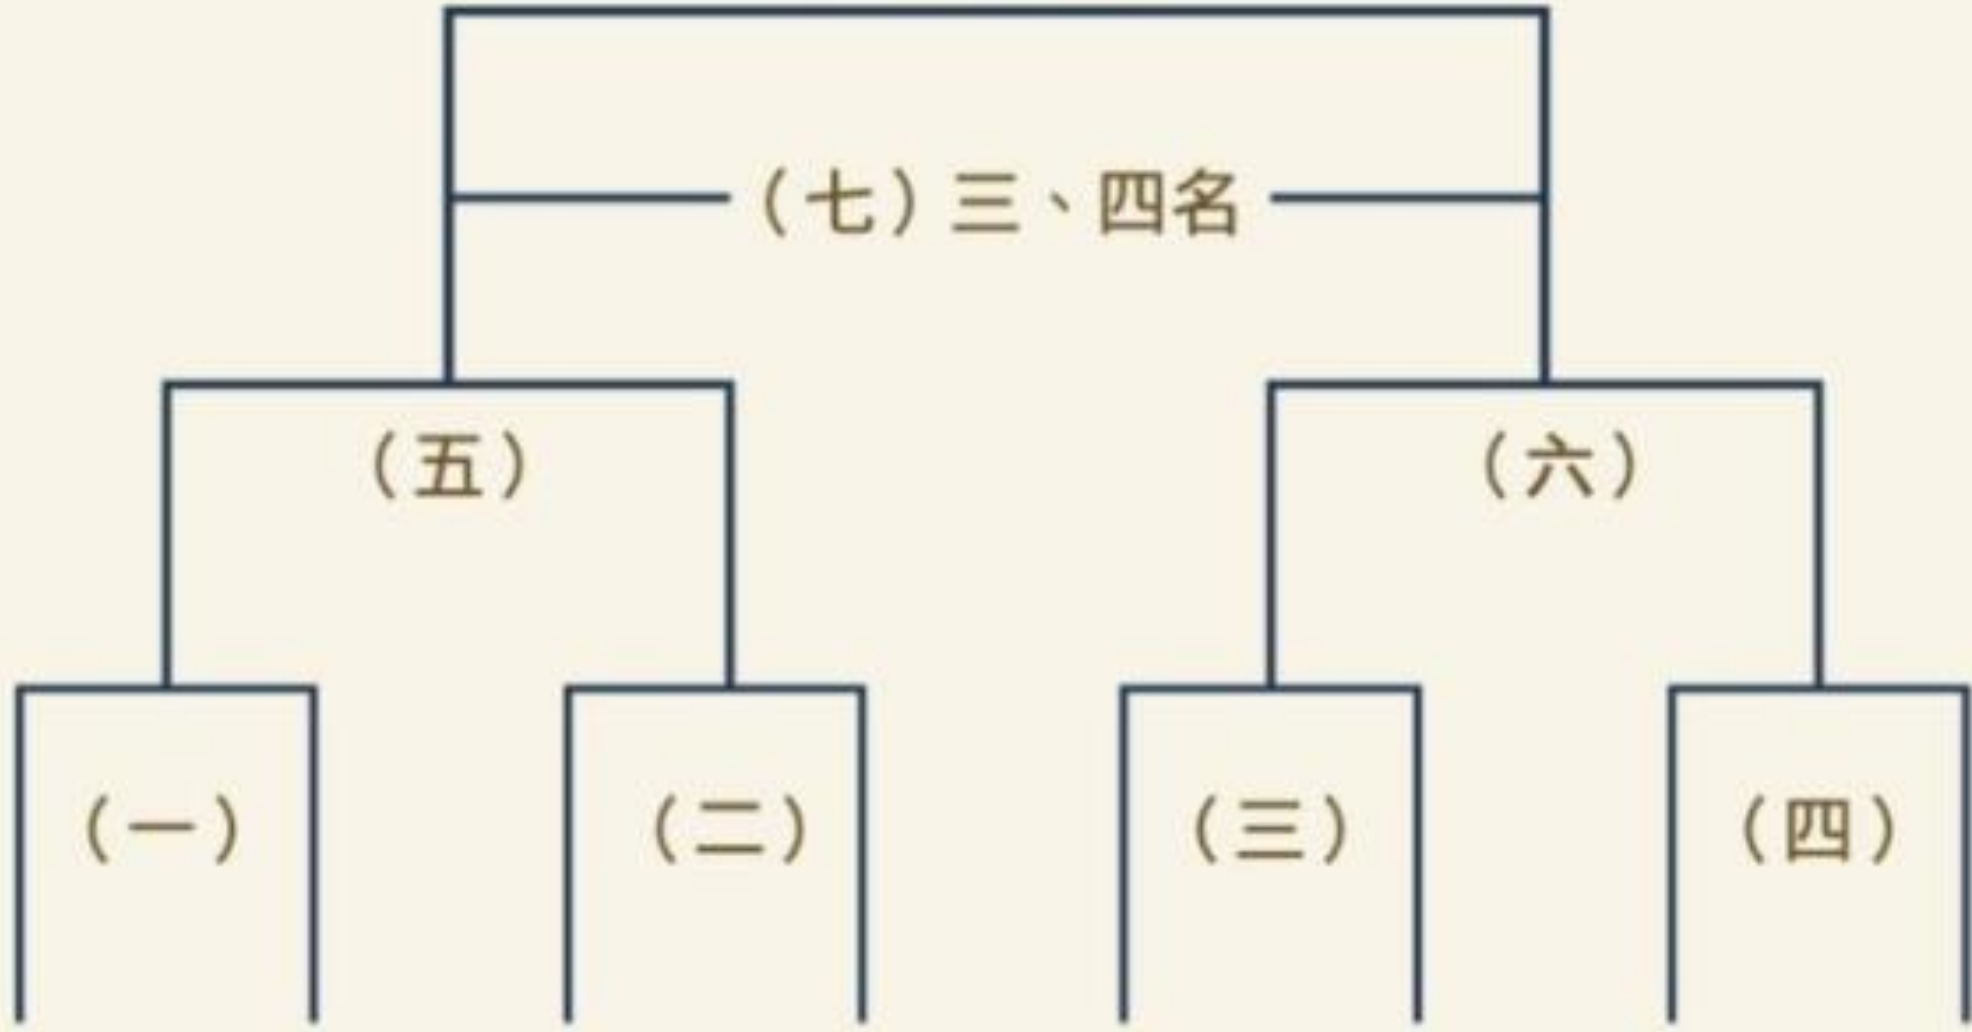 （七）三、四名
（五）
（六）
（一）
（二）
（三）
（四）